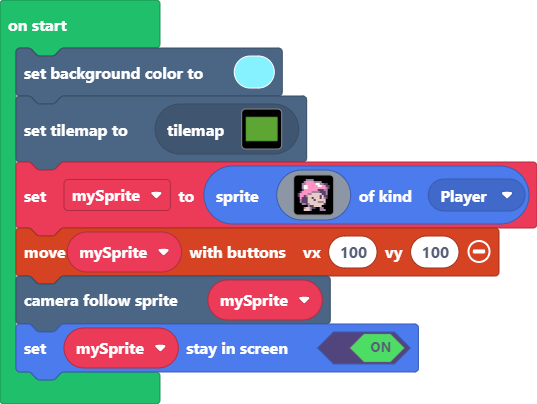 on start
set background color to
set tilemap to tilemap
set mySprite to sprite of kind Player
move mySprite with buttons vx 100 vy 100
camera follow sprite mySprite
set mySprite stay in screen ON